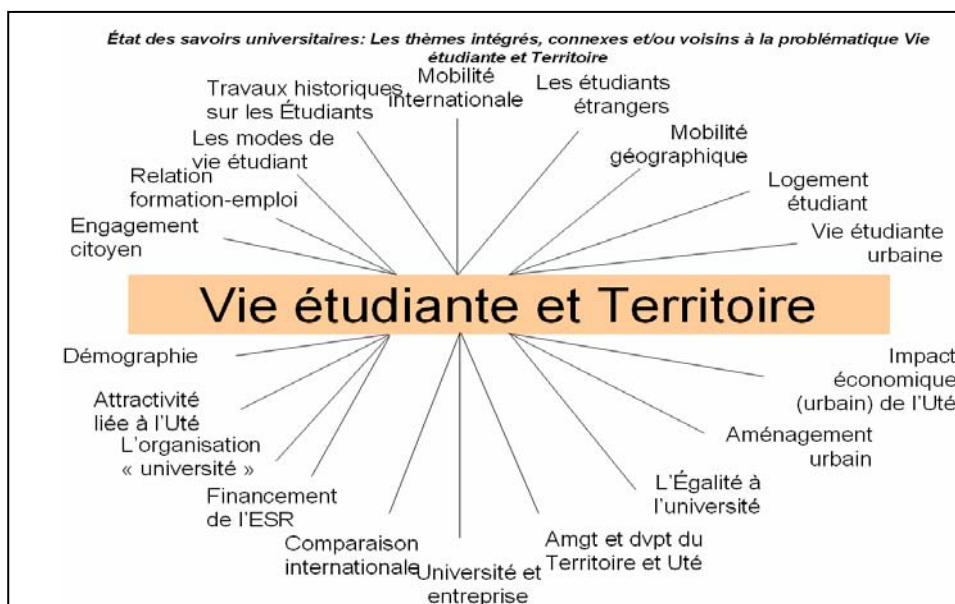 État des savoirs universitaires: Les thèmes intégrés, connexes et/ou voisins à la problématique Vie
étudiante et Territoire
Mobilité
internationale
Travaux historiques
sur les Étudiants
Les étudiants
étrangers
Les modes de
vie étudiant
Mobilité
géographique
Relation
formation-emploi
Logement
étudiant
Engagement
citoyen
Vie étudiante
urbaine
Vie étudiante et Territoire
Démographie
Impact
économique
(urbain) de l'Uté
Attractivité
liée à l'Uté
Aménagement
urbain
L'organisation
« université »
L'Égalité à
l'université
Financement
de l'ESR
Comparaison
internationale
Amgt et dvpt du
Territoire et Uté
Université et
entreprise